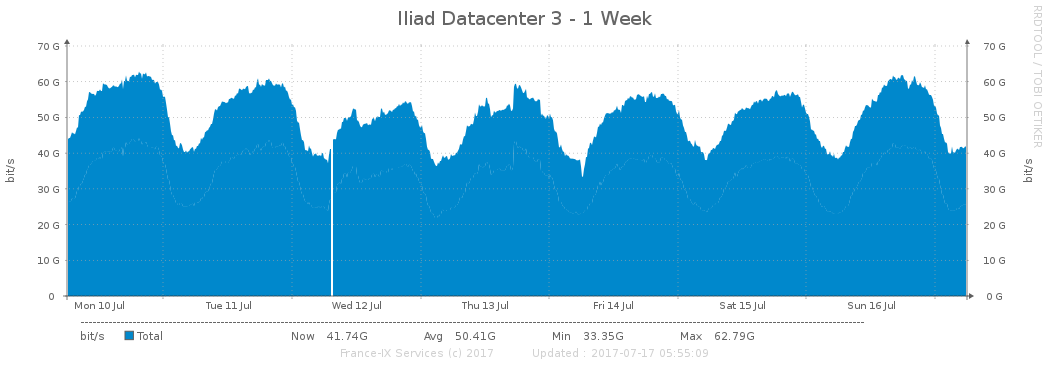 Iliad Datacenter 3 - 1 Week
RRDTOOL / TOBI OETIKER
70 G 70 G
60 G 60 G
50 G 50 G
40 G 40 G
30 G 30 G
20 G 20 G
10 G 10 G
0 0 G
bit/s bit/s
Mon 10 Jul Tue 11 Jul Wed 12 Jul Thu 13 Jul Fri 14 Jul Sat 15 Jul Sun 16 Jul
bit/s Total Now 41.74G Avg 50.41G Min 33.35G Max 62.79G
France-IX Services (c) 2017 Updated : 2017-07-17 05:55:09